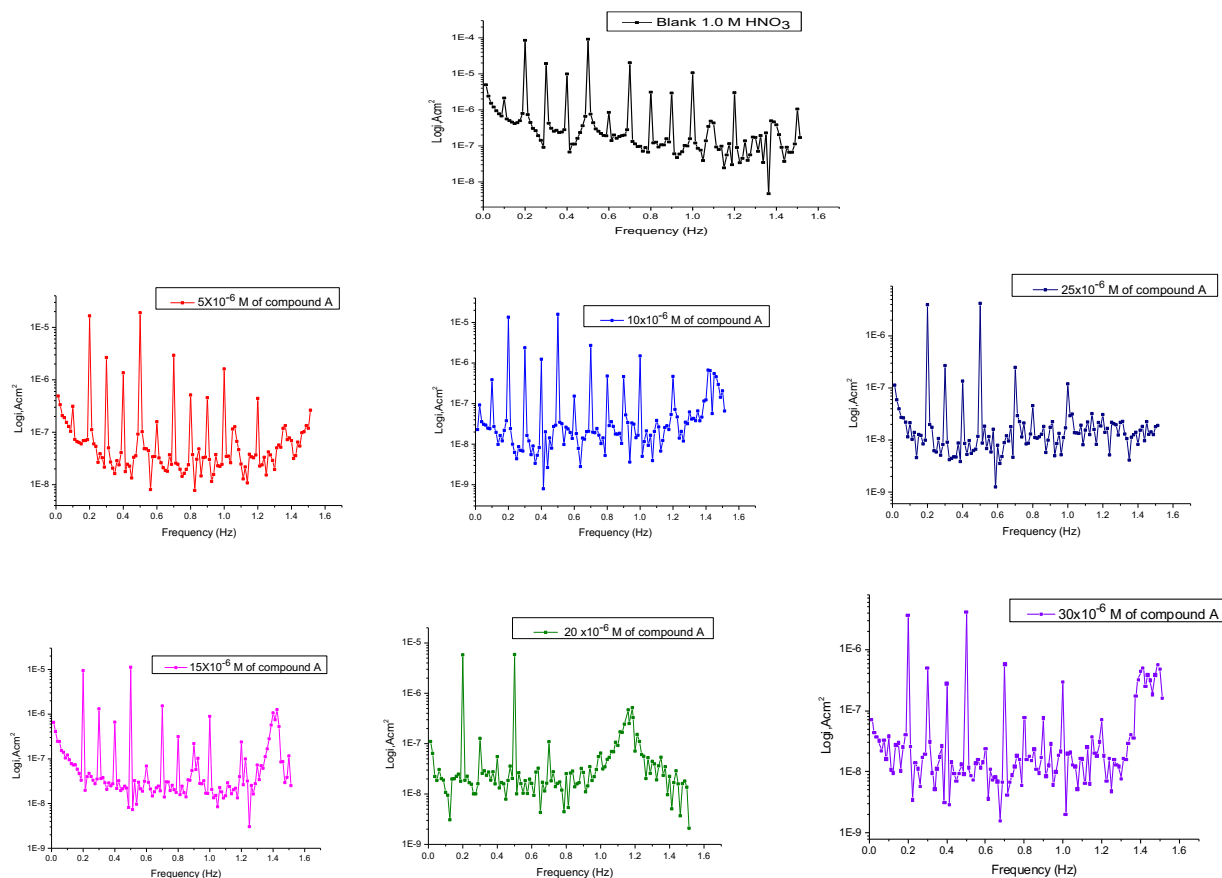 Blank 1.0 M HNO₃
1E-4
1E-5
1E-6
1E-7
1E-8
Logi,Acm²
0.0 0.2 0.4 0.6 0.8 1.0 1.2 1.4 1.6
Frequency (Hz)
5X10⁻⁶ M of compound A
1E-5
1E-6
1E-7
1E-8
Logi,Acm²
0.0 0.2 0.4 0.6 0.8 1.0 1.2 1.4 1.6
Frequency (Hz)
10x10⁻⁶ M of compound A
1E-5
1E-6
1E-7
1E-8
1E-9
Logi,Acm²
0.0 0.2 0.4 0.6 0.8 1.0 1.2 1.4 1.6
Frequency (Hz)
25x10⁻⁶ M of compound A
1E-6
1E-7
1E-8
1E-9
Logi,Acm²
0.0 0.2 0.4 0.6 0.8 1.0 1.2 1.4 1.6
Frequency (Hz)
15X10⁻⁶ M of compound A
1E-5
1E-6
1E-7
1E-8
1E-9
Logi,Acm²
0.0 0.2 0.4 0.6 0.8 1.0 1.2 1.4 1.6
Frequency (Hz)
20 x10⁻⁶ M of compound A
1E-5
1E-6
1E-7
1E-8
1E-9
Logi,Acm²
0.0 0.2 0.4 0.6 0.8 1.0 1.2 1.4 1.6
Frequency (Hz)
30x10⁻⁶ M of compound A
1E-6
1E-7
1E-8
1E-9
Logi,Acm²
0.0 0.2 0.4 0.6 0.8 1.0 1.2 1.4 1.6
Frequency (Hz)